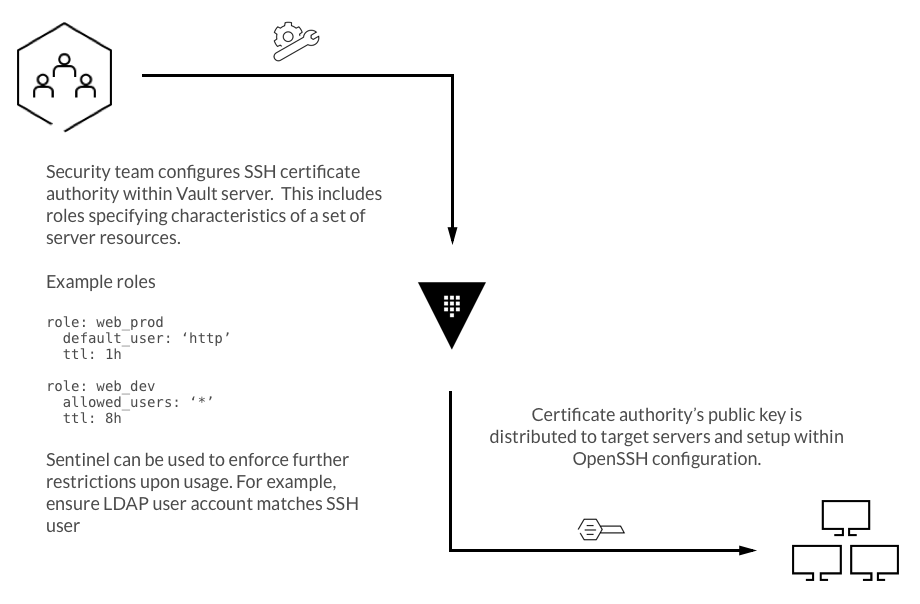 Security team configures SSH certificate
authority within Vault server.  This includes
roles specifying characteristics of a set of
server resources.
Example roles
role: web_prod
  default_user: ‘http’
  ttl: 1h
role: web_dev
  allowed_users: ‘*’
  ttl: 8h
Sentinel can be used to enforce further
restrictions upon usage. For example,
ensure LDAP user account matches SSH
user
Certificate authority’s public key is
distributed to target servers and setup within
OpenSSH configuration.